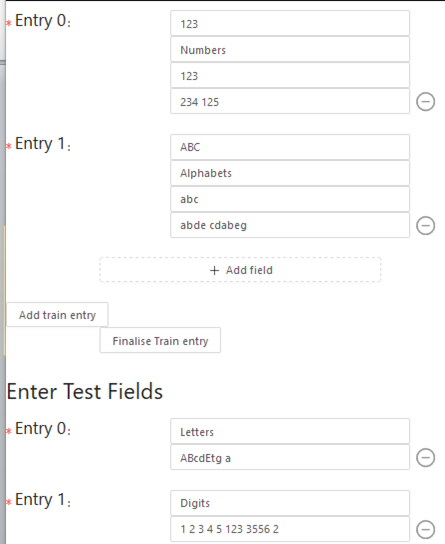 * Entry 0:
123
Numbers
123
234 125
* Entry 1:
ABC
Alphabets
abc
abde cdabeg
+ Add field
Add train entry
Finalise Train entry
Enter Test Fields
* Entry 0:
Letters
ABcdEtg a
* Entry 1:
Digits
1 2 3 4 5 123 3556 2